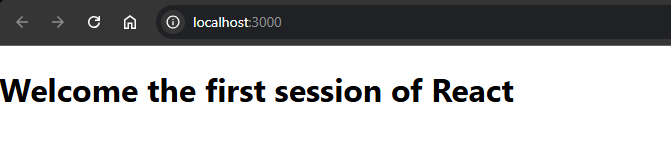 localhost:3000
Welcome the first session of React